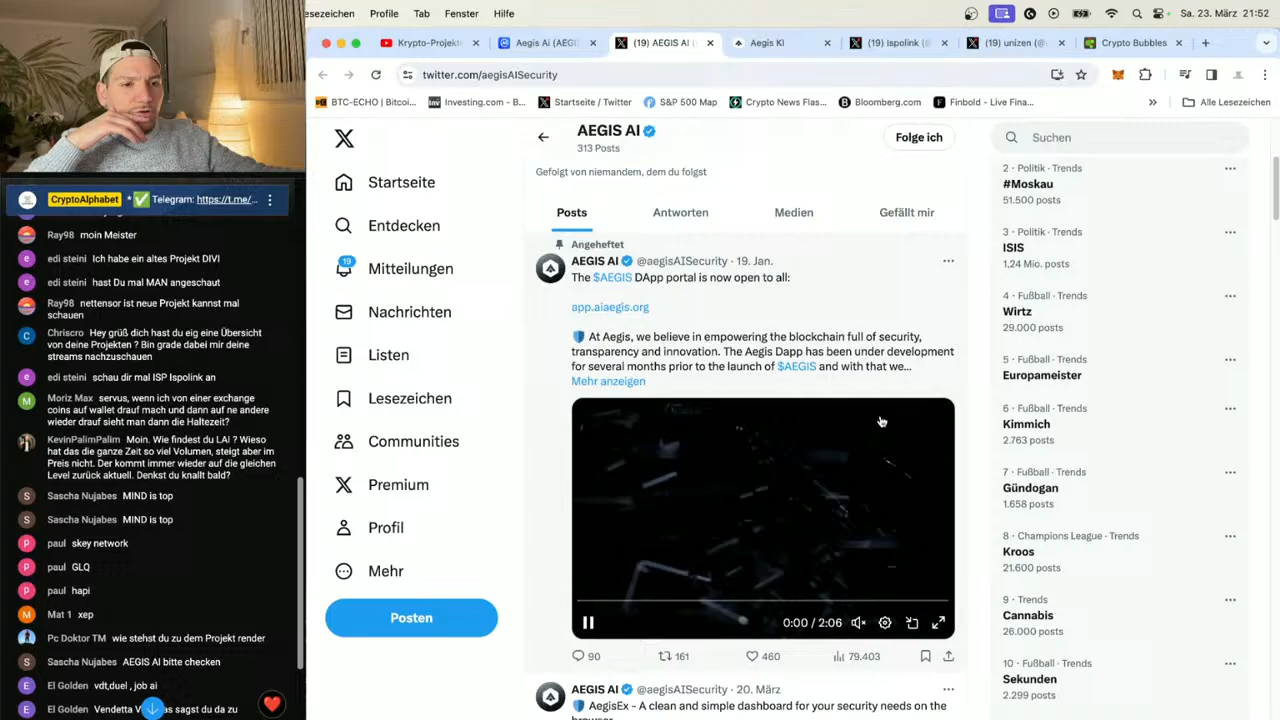 esezeichen Profile Tab Fenster Hilfe
Sa. 23. März 21:52
Krypto-Projekt
Aegis Ai (AEGI
(19) AEGIS AI (
Aegis KI
(19) ispolink (@
(19) unizen (@
Crypto Bubbles
twitter.com/aegisAISecurity
BTC-ECHO | Bitcoi...
Investing.com - B...
Startseite / Twitter
S&P 500 Map
Crypto News Flas...
Bloomberg.com
Finbold - Live Fina...
Alle Lesezeichen
CryptoAlphabet * ✅ Telegram: https://t.me/...
Ray98 moin Meister
edi steini Ich habe ein altes Projekt DIVI
edi steini hast Du mal MAN angeschaut
Ray98 nettensor ist neue Projekt kannst mal
schauen
Chriscro Hey grüß dich hast du eig eine Übersicht
von deine Projekten ? Bin grade dabei mir deine
streams nachzuschauen
edi steini schau dir mal ISP Ispolink an
Moriz Max servus, wenn ich von einer exchange
coins auf wallet drauf mach und dann auf ne andere
wieder drauf sieht man dann die Haltezeit?
KevinPalimPalim Moin. Wie findest du LAI ? Wieso
hat das die ganze Zeit so viel Volumen, steigt aber im
Preis nicht. Der kommt immer wieder auf die gleichen
Level zurück aktuell. Denkst du knallt bald?
Sascha Nujabes MIND is top
Sascha Nujabes MIND is top
paul skey network
paul GLQ
paul hapi
Mat 1 xep
Pc Doktor TM wie stehst du zu dem Projekt render
Sascha Nujabes AEGIS AI bitte checken
El Golden vdt,duel , job ai
El Golden Vendetta V as sagst du da zu
Startseite
Entdecken
19
Mitteilungen
Nachrichten
Listen
Lesezeichen
Communities
Premium
Profil
Mehr
Posten
AEGIS AI
313 Posts
Folge ich
Gefolgt von niemandem, dem du folgst
Posts Antworten Medien Gefällt mir
Angeheftet
AEGIS AI @aegisAISecurity · 19. Jan.
The $AEGIS DApp portal is now open to all:
app.aiaegis.org
🛡️ At Aegis, we believe in empowering the blockchain full of security,
transparency and innovation. The Aegis Dapp has been under development
for several months prior to the launch of $AEGIS and with that we...
Mehr anzeigen
0:00 / 2:06
90 161 460 79.403
AEGIS AI @aegisAISecurity · 20. März
🛡️ AegisEx - A clean and simple dashboard for your security needs on the
browser
Suchen
2 · Politik · Trends
#Moskau
51.500 posts
3 · Politik · Trends
ISIS
1,24 Mio. posts
4 · Fußball · Trends
Wirtz
29.000 posts
5 · Fußball · Trends
Europameister
6 · Fußball · Trends
Kimmich
2.763 posts
7 · Fußball · Trends
Gündogan
1.658 posts
8 · Champions League · Trends
Kroos
21.600 posts
9 · Trends
Cannabis
26.000 posts
10 · Fußball · Trends
Sekunden
2.299 posts